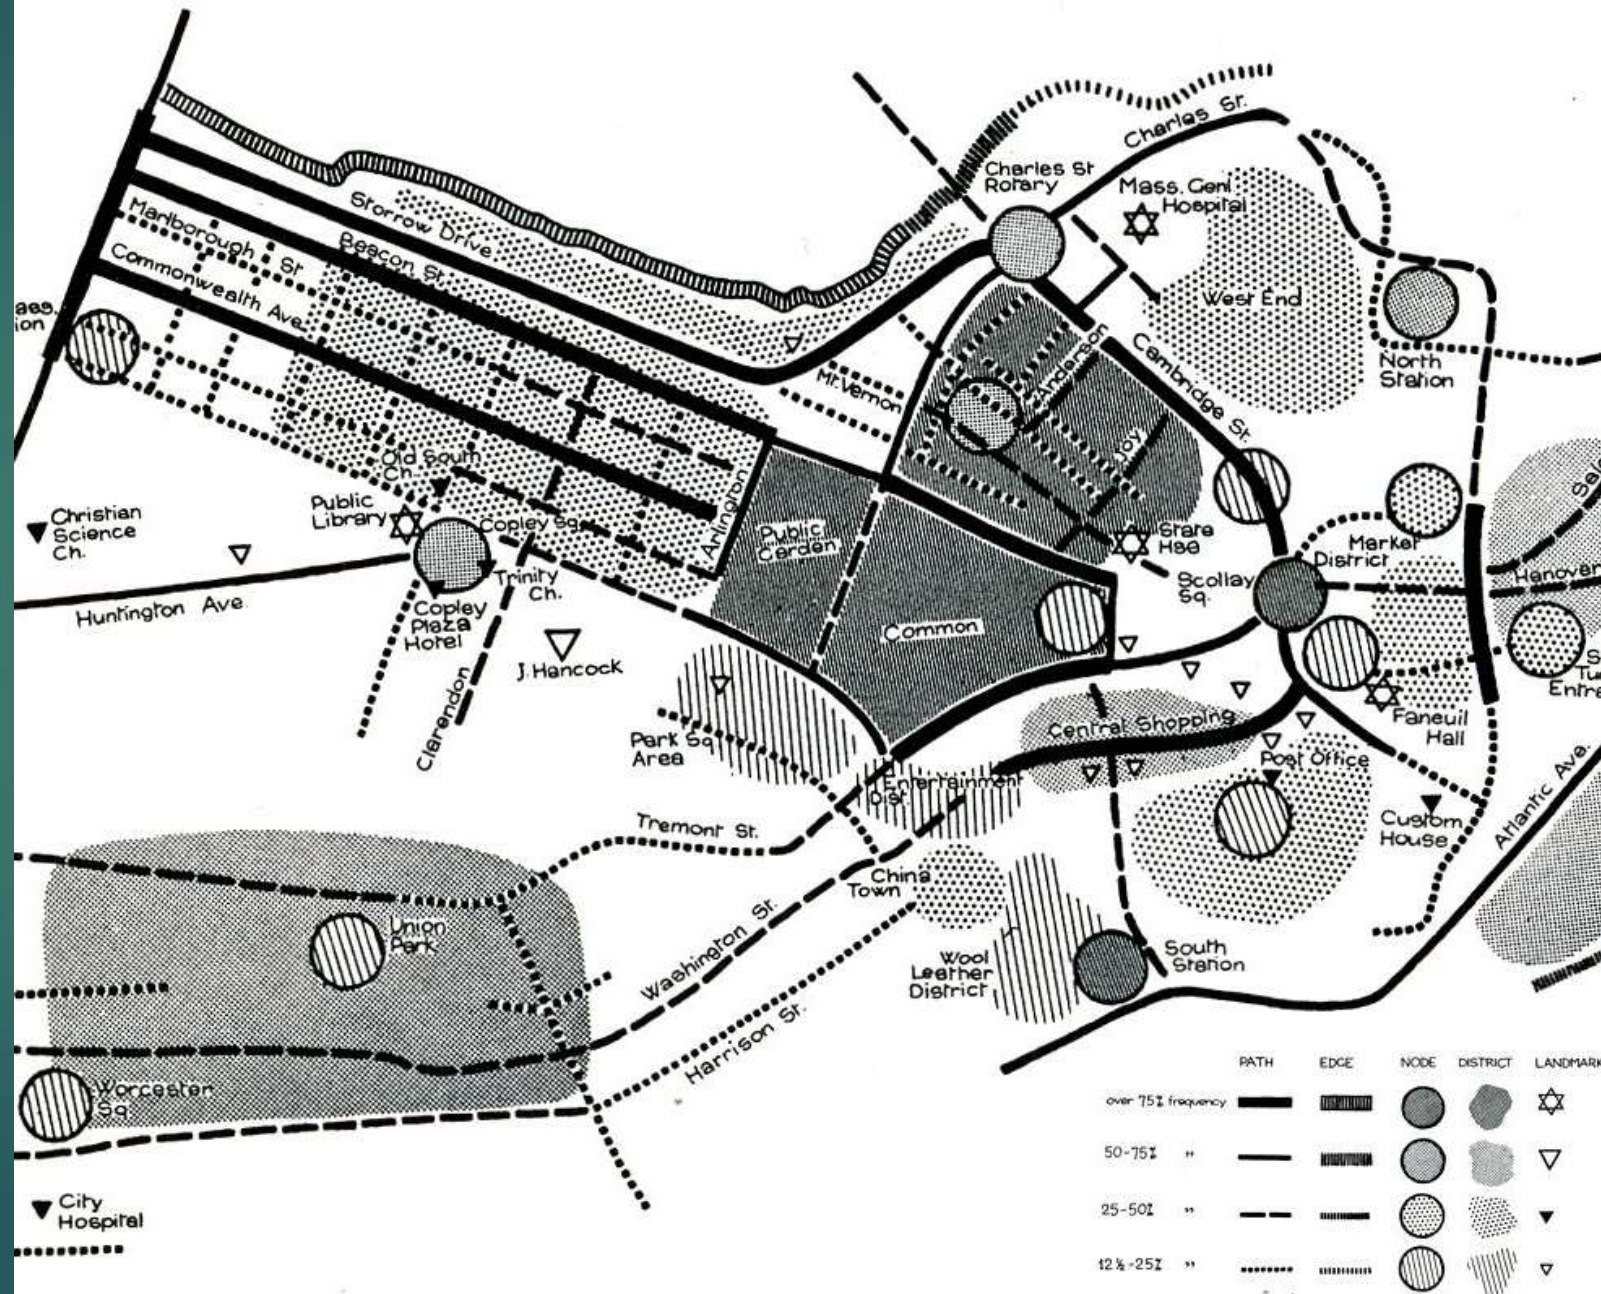 Charles St.
Charles St
Rotary
Mass. Genl.
Hospital
Storrow Drive
Beacon St.
Marlborough St
Commonwealth Ave.
West End
North
Station
Mt. Vernon
Anderson
Cambridge St.
Joy
Old South
Ch.
Public
Library
Copley Sq.
Arlington
Public
Garden
Christian
Science
Ch.
State
Hse
Market
District
Scollay
Sq.
Hanover
Trinity
Ch.
Huntington Ave.
Copley
Plaza
Hotel
Common
J. Hancock
Clarendon
Park Sq
Area
Central Shopping
Faneuil
Hall
Entertainment
Dist.
Post Office
Custom
House
Atlantic Ave.
Tremont St.
China
Town
Union
Park
Washington St.
Wool
Leather
District
South
Station
Harrison St.
Worcester
Sq
City
Hospital
PATH EDGE NODE DISTRICT LANDMARK
over 75% frequency
50-75% "
25-50% "
12½-25% "